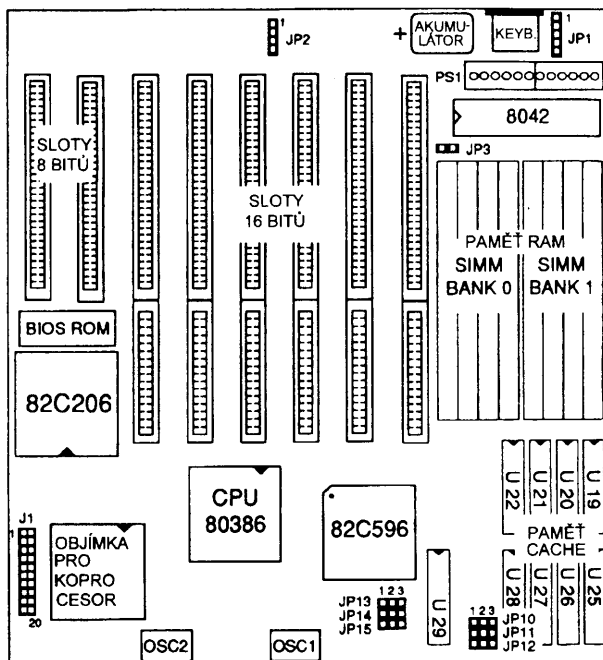 1
JP2
+
AKUMU-
LÁTOR
KEYB.
1
JP1
PS1
8042
JP3
SLOTY
8 BITŮ
SLOTY
16 BITŮ
PAMĚŤ RAM
SIMM
BANK 0
SIMM
BANK 1
BIOS ROM
82C206
CPU
80386
82C596
U 22
U 21
U 20
U 19
PAMĚŤ
CACHE
U 28
U 27
U 26
U 25
U 29
J1
1
20
OBJÍMKA
PRO
KOPRO
CESOR
1 2 3
JP13
JP14
JP15
1 2 3
JP10
JP11
JP12
OSC2
OSC1